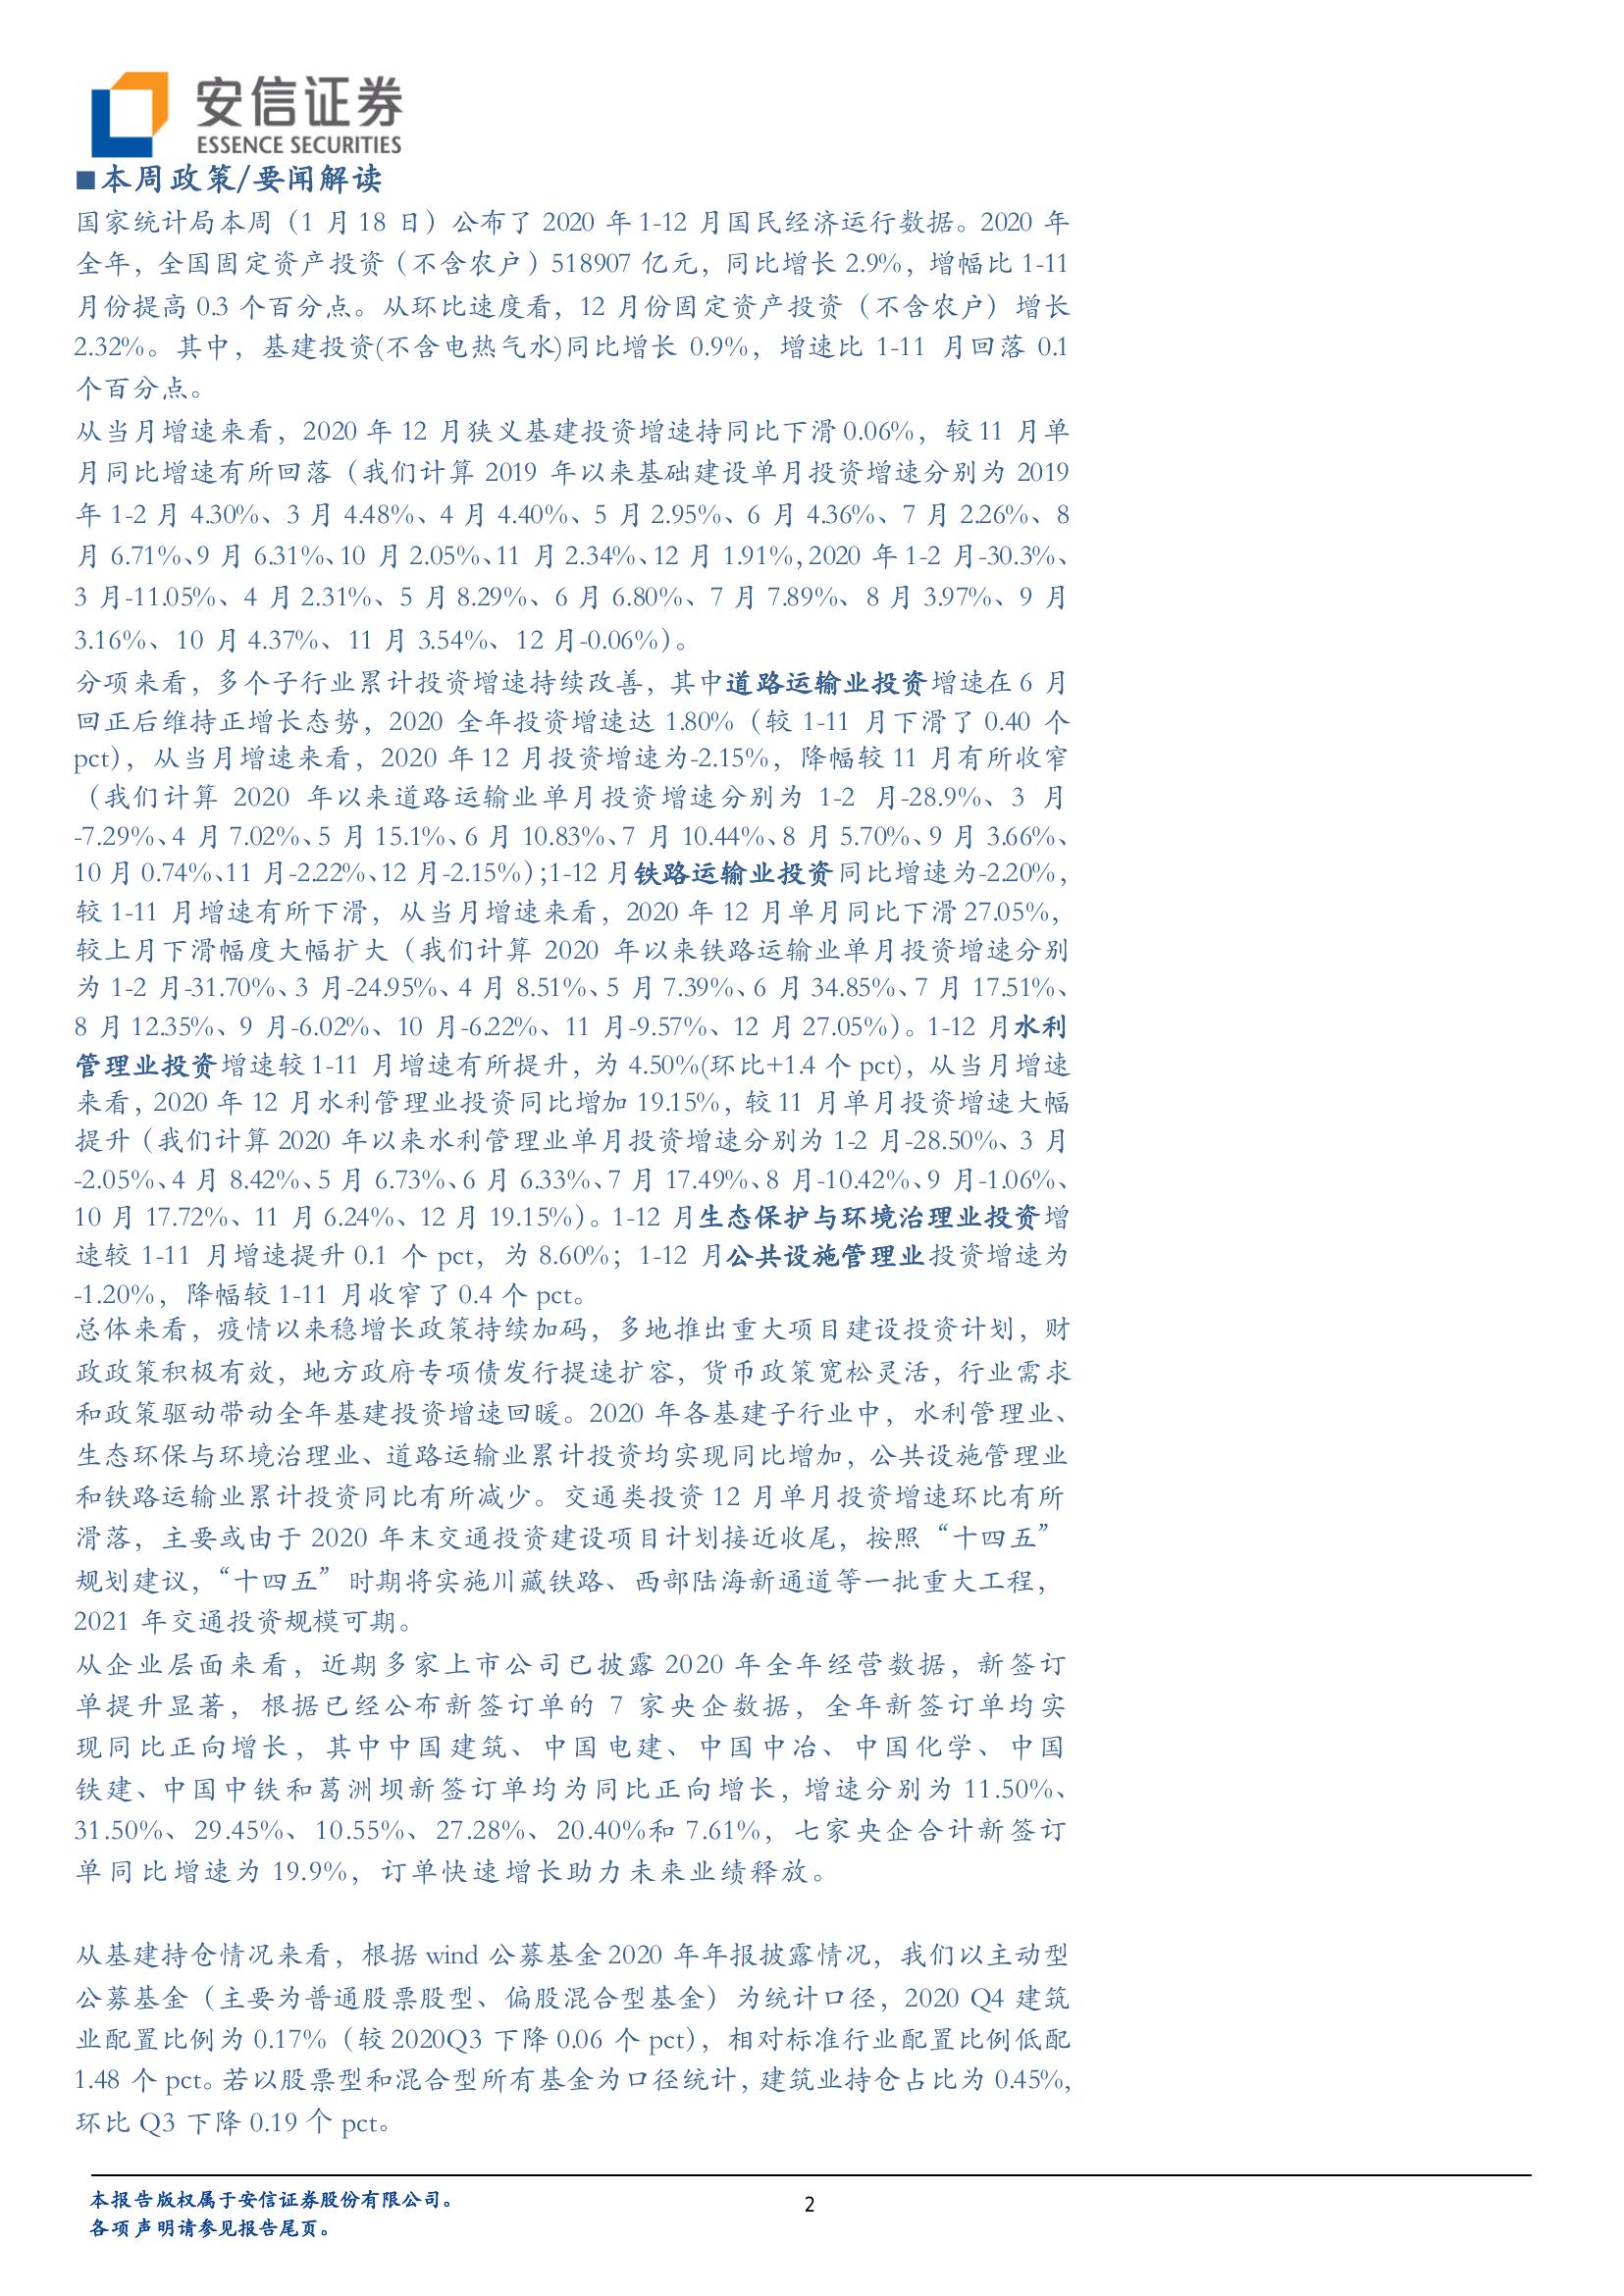 安信证券
ESSENCE SECURITIES
■本周政策/要闻解读
国家统计局本周（1 月 18 日）公布了 2020 年 1-12 月国民经济运行数据。2020 年
全年，全国固定资产投资（不含农户）518907 亿元，同比增长 2.9%，增幅比 1-11
月份提高 0.3 个百分点。从环比速度看，12 月份固定资产投资（不含农户）增长
2.32%。其中，基建投资(不含电热气水)同比增长 0.9%，增速比 1-11 月回落 0.1
个百分点。
从当月增速来看，2020 年 12 月狭义基建投资增速持同比下滑 0.06%，较 11 月单
月同比增速有所回落（我们计算 2019 年以来基础建设单月投资增速分别为 2019
年 1-2 月 4.30%、3 月 4.48%、4 月 4.40%、5 月 2.95%、6 月 4.36%、7 月 2.26%、8
月 6.71%、9 月 6.31%、10 月 2.05%、11 月 2.34%、12 月 1.91%，2020 年 1-2 月-30.3%、
3 月-11.05%、4 月 2.31%、5 月 8.29%、6 月 6.80%、7 月 7.89%、8 月 3.97%、9 月
3.16%、10 月 4.37%、11 月 3.54%、12 月-0.06%）。
分项来看，多个子行业累计投资增速持续改善，其中道路运输业投资增速在 6 月
回正后维持正增长态势，2020 全年投资增速达 1.80%（较 1-11 月下滑了 0.40 个
pct），从当月增速来看，2020 年 12 月投资增速为-2.15%，降幅较 11 月有所收窄
（我们计算 2020 年以来道路运输业单月投资增速分别为 1-2 月-28.9%、3 月
-7.29%、4 月 7.02%、5 月 15.1%、6 月 10.83%、7 月 10.44%、8 月 5.70%、9 月 3.66%、
10 月 0.74%、11 月-2.22%、12 月-2.15%）；1-12 月铁路运输业投资同比增速为-2.20%，
较 1-11 月增速有所下滑，从当月增速来看，2020 年 12 月单月同比下滑 27.05%，
较上月下滑幅度大幅扩大（我们计算 2020 年以来铁路运输业单月投资增速分别
为 1-2 月-31.70%、3 月-24.95%、4 月 8.51%、5 月 7.39%、6 月 34.85%、7 月 17.51%、
8 月 12.35%、9 月-6.02%、10 月-6.22%、11 月-9.57%、12 月 27.05%）。1-12 月水利
管理业投资增速较 1-11 月增速有所提升，为 4.50%(环比+1.4 个 pct)，从当月增速
来看，2020 年 12 月水利管理业投资同比增加 19.15%，较 11 月单月投资增速大幅
提升（我们计算 2020 年以来水利管理业单月投资增速分别为 1-2 月-28.50%、3 月
-2.05%、4 月 8.42%、5 月 6.73%、6 月 6.33%、7 月 17.49%、8 月-10.42%、9 月-1.06%、
10 月 17.72%、11 月 6.24%、12 月 19.15%）。1-12 月生态保护与环境治理业投资增
速较 1-11 月增速提升 0.1 个 pct，为 8.60%；1-12 月公共设施管理业投资增速为
-1.20%，降幅较 1-11 月收窄了 0.4 个 pct。
总体来看，疫情以来稳增长政策持续加码，多地推出重大项目建设投资计划，财
政政策积极有效，地方政府专项债发行提速扩容，货币政策宽松灵活，行业需求
和政策驱动带动全年基建投资增速回暖。2020 年各基建子行业中，水利管理业、
生态环保与环境治理业、道路运输业累计投资均实现同比增加，公共设施管理业
和铁路运输业累计投资同比有所减少。交通类投资 12 月单月投资增速环比有所
滑落，主要或由于 2020 年末交通投资建设项目计划接近收尾，按照“十四五”
规划建议，“十四五”时期将实施川藏铁路、西部陆海新通道等一批重大工程，
2021 年交通投资规模可期。
从企业层面来看，近期多家上市公司已披露 2020 年全年经营数据，新签订
单提升显著，根据已经公布新签订单的 7 家央企数据，全年新签订单均实
现同比正向增长，其中中国建筑、中国电建、中国中冶、中国化学、中国
铁建、中国中铁和葛洲坝新签订单均为同比正向增长，增速分别为 11.50%、
31.50%、29.45%、10.55%、27.28%、20.40%和 7.61%，七家央企合计新签订
单同比增速为 19.9%，订单快速增长助力未来业绩释放。
从基建持仓情况来看，根据 wind 公募基金 2020 年年报披露情况，我们以主动型
公募基金（主要为普通股票股型、偏股混合型基金）为统计口径，2020 Q4 建筑
业配置比例为 0.17%（较 2020Q3 下降 0.06 个 pct），相对标准行业配置比例低配
1.48 个 pct。若以股票型和混合型所有基金为口径统计，建筑业持仓占比为 0.45%，
环比 Q3 下降 0.19 个 pct。
本报告版权属于安信证券股份有限公司。
2
各项声明请参见报告尾页。